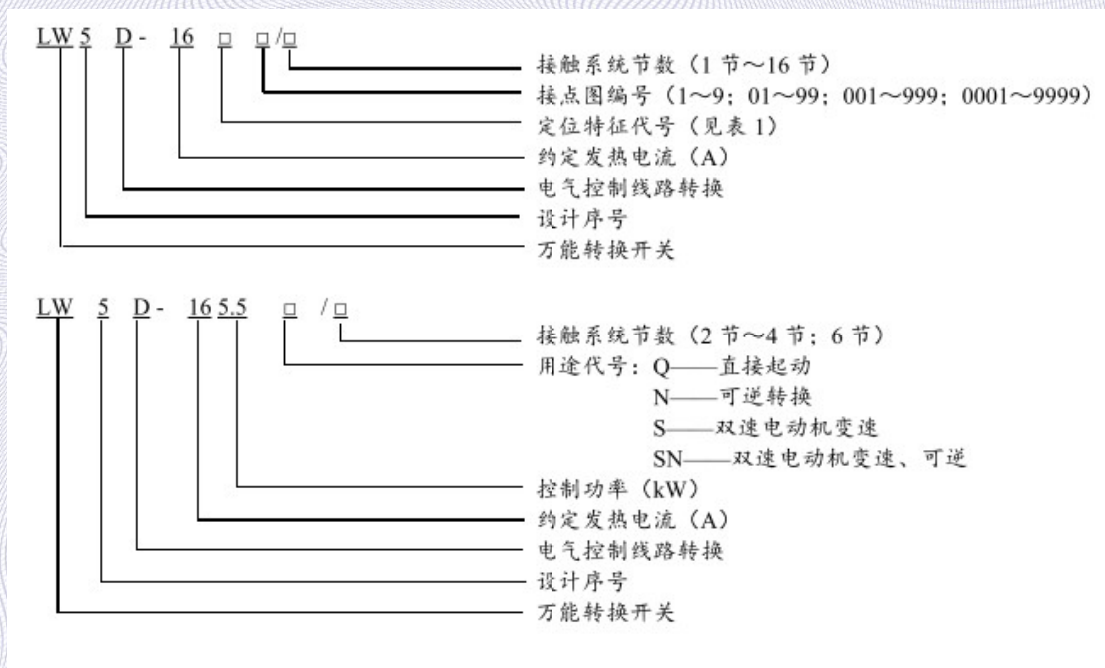 LW 5 D - 16 □ □ /□
接触系统节数（1 节～16 节）
接点图编号（1～9；01～99；001～999；0001～9999）
定位特征代号（见表 1）
约定发热电流（A）
电气控制线路转换
设计序号
万能转换开关
LW 5 D - 16 5.5 □ / □
接触系统节数（2 节～4 节；6 节）
用途代号：Q——直接起动
N——可逆转换
S——双速电动机变速
SN——双速电动机变速、可逆
控制功率（kW）
约定发热电流（A）
电气控制线路转换
设计序号
万能转换开关